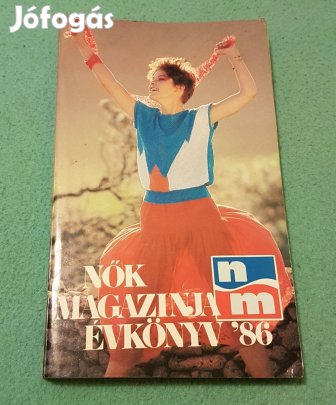 Jófogás
NŐK
MAGAZINJA
ÉVKÖNYV '86
n
m